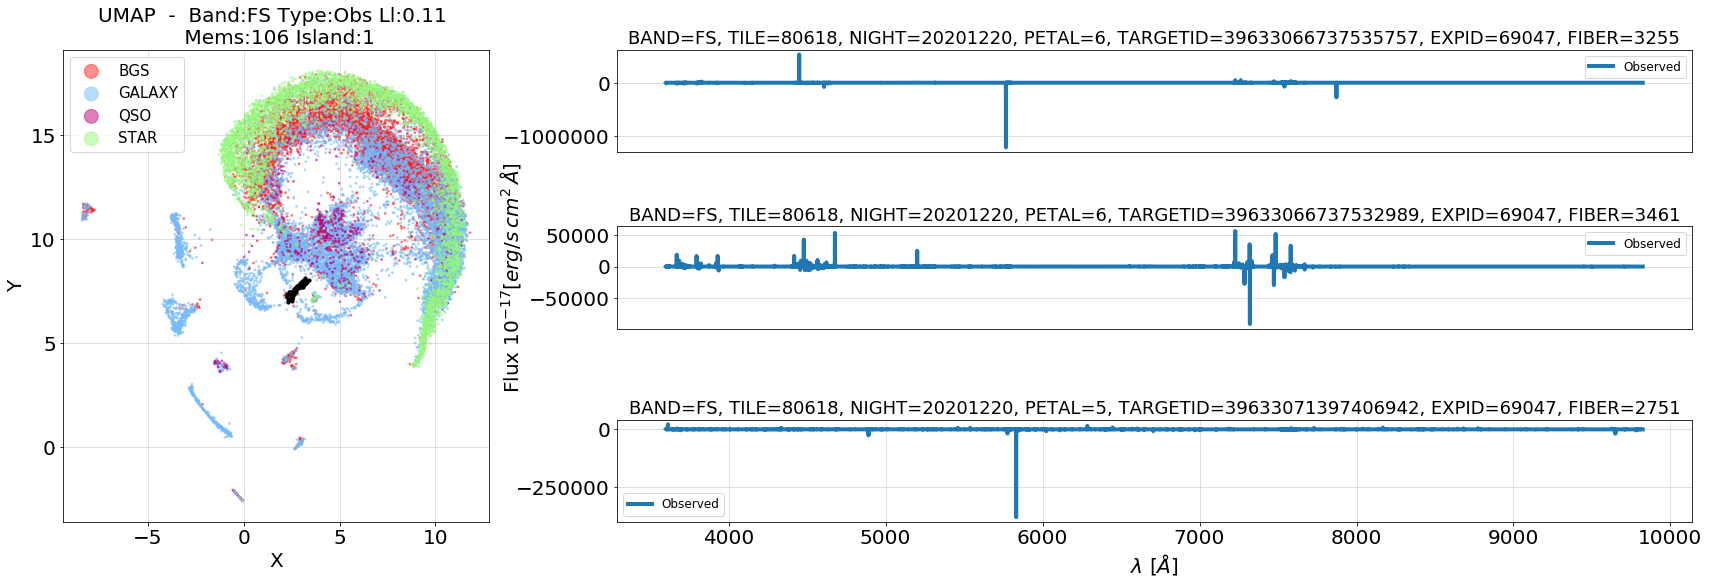 UMAP - Band:FS Type:Obs Ll:0.11
Mems:106 Island:1
BGS
GALAXY
QSO
STAR
15
10
5
0
Y
−5
0
5
10
X
BAND=FS, TILE=80618, NIGHT=20201220, PETAL=6, TARGETID=39633066737535757, EXPID=69047, FIBER=3255
Observed
0
−1000000
BAND=FS, TILE=80618, NIGHT=20201220, PETAL=6, TARGETID=39633066737532989, EXPID=69047, FIBER=3461
Observed
50000
0
−50000
Flux 10⁻¹⁷[erg/s cm² Å]
BAND=FS, TILE=80618, NIGHT=20201220, PETAL=5, TARGETID=39633071397406942, EXPID=69047, FIBER=2751
0
−250000
Observed
4000
5000
6000
7000
8000
9000
10000
λ [Å]